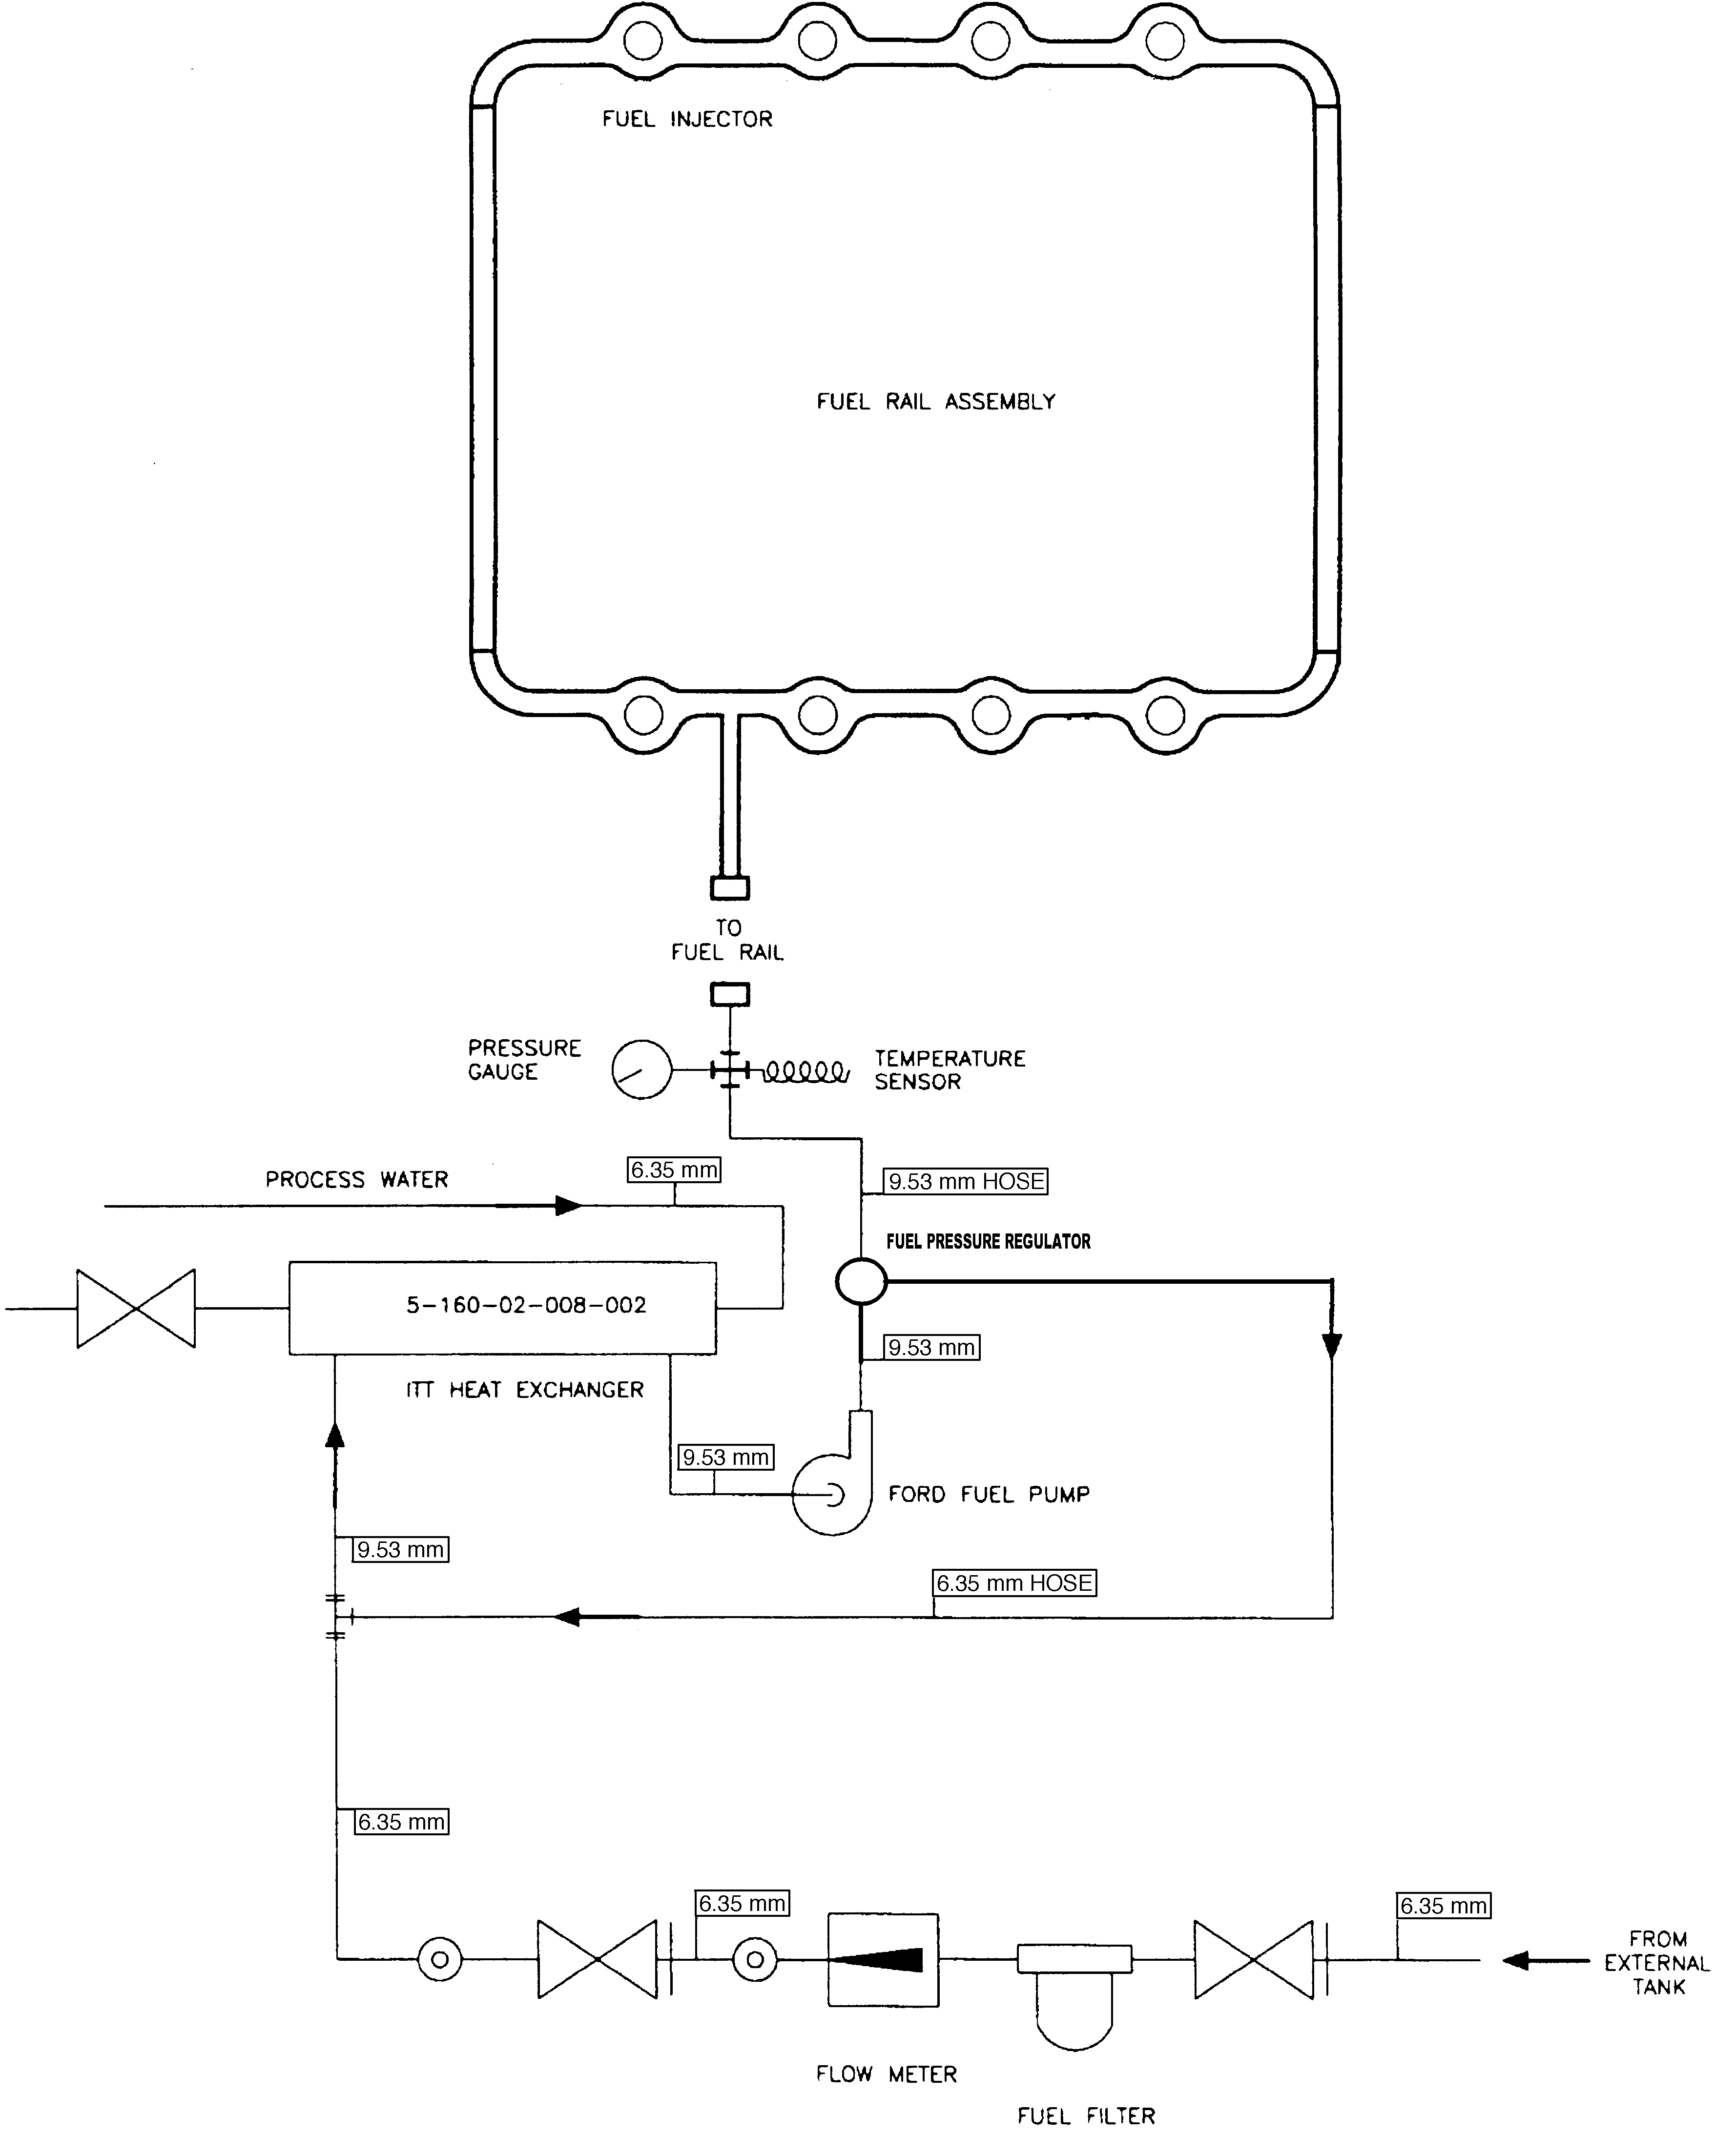 FUEL INJECTOR
FUEL RAIL ASSEMBLY
TO
FUEL RAIL
PRESSURE
GAUGE
TEMPERATURE
SENSOR
PROCESS WATER
6.35 mm
9.53 mm HOSE
FUEL PRESSURE REGULATOR
5-160-02-008-002
9.53 mm
ITT HEAT EXCHANGER
9.53 mm
FORD FUEL PUMP
9.53 mm
6.35 mm HOSE
6.35 mm
6.35 mm
6.35 mm
FROM
EXTERNAL
TANK
FLOW METER
FUEL FILTER